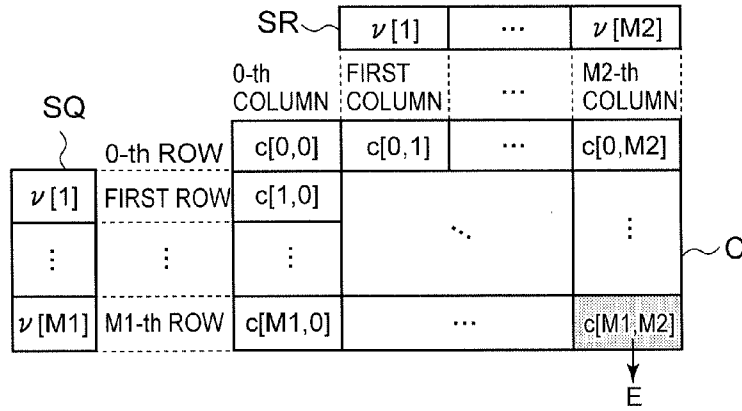 SR ν[1] ⋯ ν[M2]
0-th COLUMN FIRST COLUMN ⋯ M2-th COLUMN
SQ
0-th ROW c[0,0] c[0,1] ⋯ c[0,M2]
ν[1] FIRST ROW c[1,0]
⋮ ⋮ ⋮ ⋱ ⋮ C
ν[M1] M1-th ROW c[M1,0] ⋯ c[M1,M2]
E